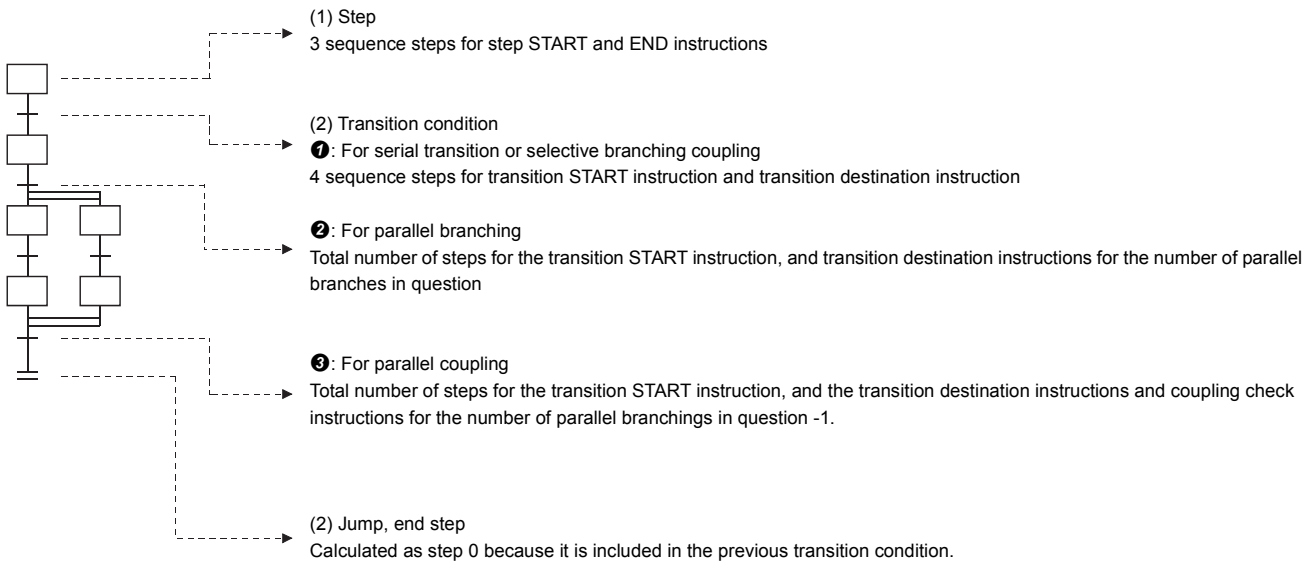 (1) Step
3 sequence steps for step START and END instructions
(2) Transition condition
❶: For serial transition or selective branching coupling
4 sequence steps for transition START instruction and transition destination instruction
❷: For parallel branching
Total number of steps for the transition START instruction, and transition destination instructions for the number of parallel
branches in question
❸: For parallel coupling
Total number of steps for the transition START instruction, and the transition destination instructions and coupling check
instructions for the number of parallel branchings in question -1.
(2) Jump, end step
Calculated as step 0 because it is included in the previous transition condition.